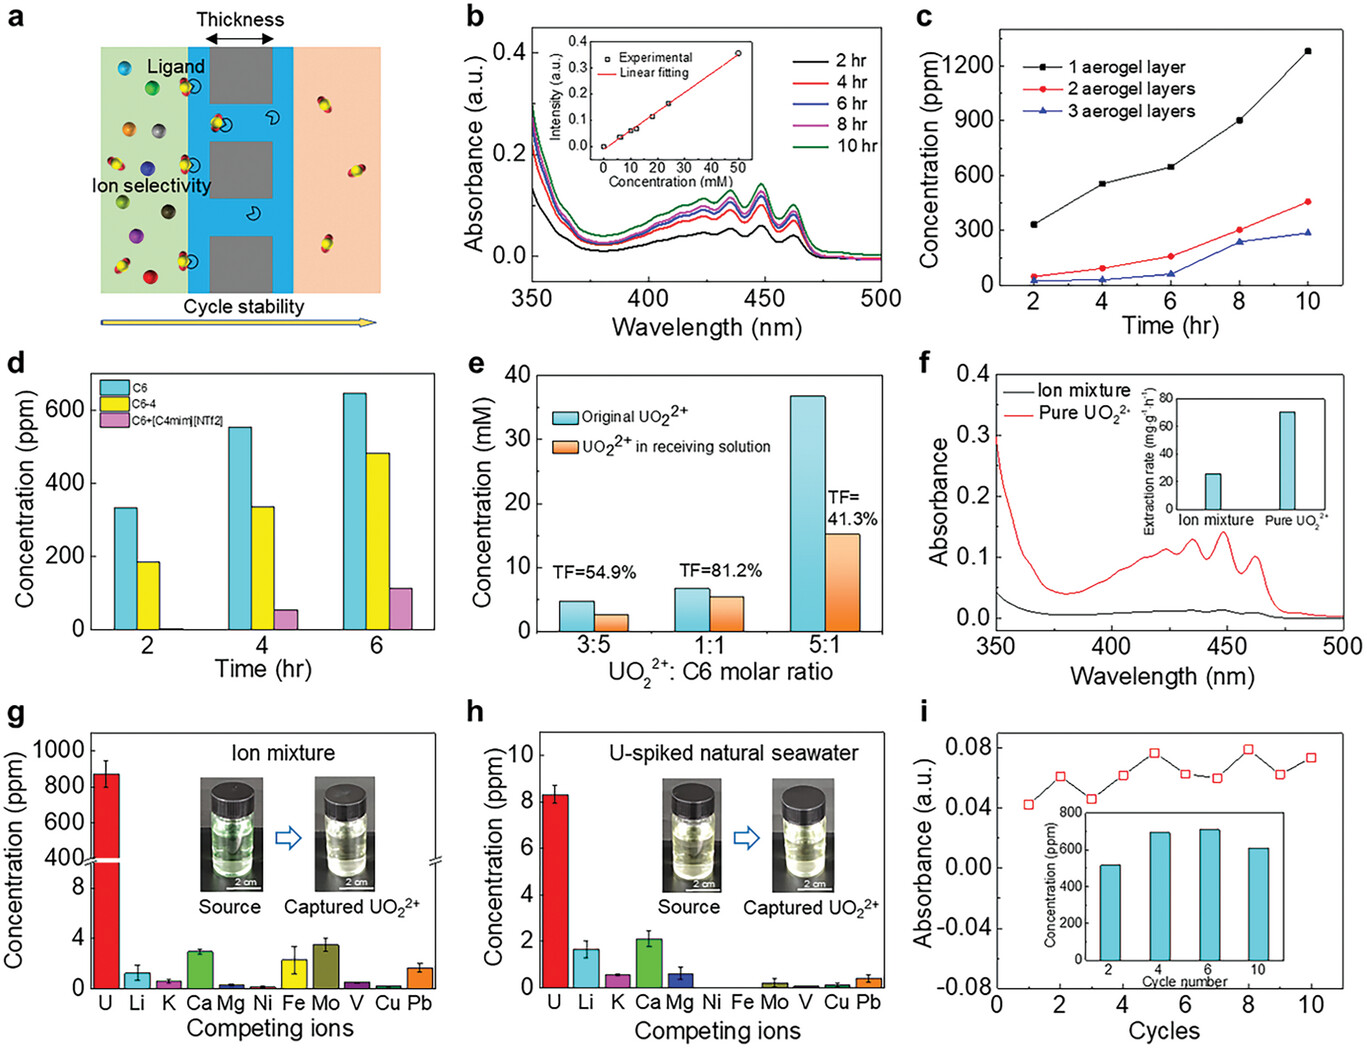 a
Thickness
Ligand
Ion selectivity
Cycle stability
b
Absorbance (a.u.)
0.4
0.2
0.0
350
400
450
500
Wavelength (nm)
Intensity (a.u.)
0.4
0.3
0.2
0.1
0.0
0
10
20
30
40
50
Concentration (mM)
Experimental
Linear fitting
2 hr
4 hr
6 hr
8 hr
10 hr
c
Concentration (ppm)
1200
900
600
300
0
2
4
6
8
10
Time (hr)
1 aerogel layer
2 aerogel layers
3 aerogel layers
d
Concentration (ppm)
600
400
200
0
2
4
6
Time (hr)
C6
C6-4
C6+[C4mim][NTf2]
e
Concentration (mM)
40
30
20
10
0
Original UO₂²⁺
UO₂²⁺ in receiving solution
TF=54.9%
TF=81.2%
TF=
41.3%
3:5
1:1
5:1
UO₂²⁺: C6 molar ratio
f
Absorbance
0.4
0.3
0.2
0.1
0.0
350
400
450
500
Wavelength (nm)
Ion mixture
Pure UO₂²⁺
Extraction rate (mg·g⁻¹·h⁻¹)
80
60
40
20
0
Ion mixture
Pure UO₂²⁺
g
Concentration (ppm)
1000
800
600
400
8
4
0
Ion mixture
2 cm
2 cm
Source
Captured UO₂²⁺
U Li K Ca Mg Ni Fe Mo V Cu Pb
Competing ions
h
Concentration (ppm)
10
8
6
4
2
0
U-spiked natural seawater
2 cm
2 cm
Source
Captured UO₂²⁺
U Li K Ca Mg Ni Fe Mo V Cu Pb
Competing ions
i
Absorbance (a.u.)
0.08
0.04
0.00
-0.04
-0.08
0
2
4
6
8
10
Cycles
Concentration (ppm)
800
600
400
200
0
2
4
6
10
Cycle number